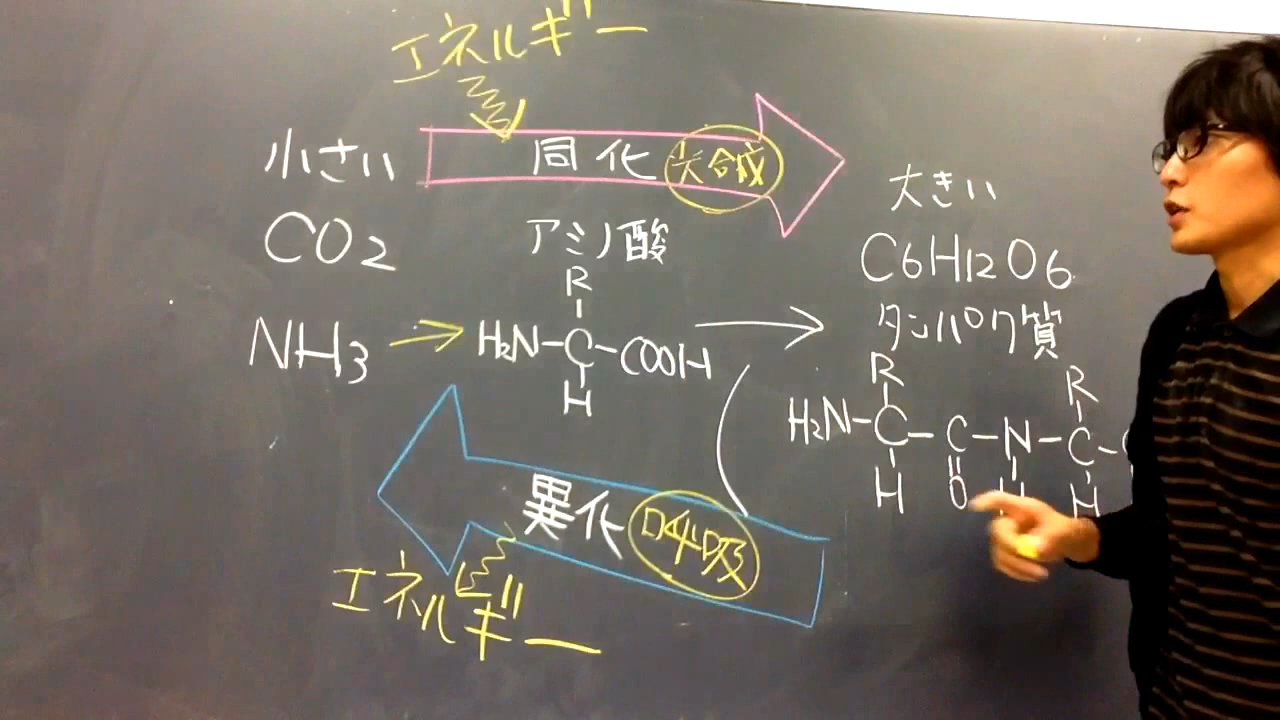 エネルギー
小さい
同化 光合成
大きい
CO2
アミノ酸
C6H12O6
NH3
R
H2N-C-COOH
H
タンパク質
R R
H2N-C-C-N-C-
H O H H
異化 呼吸
エネルギー